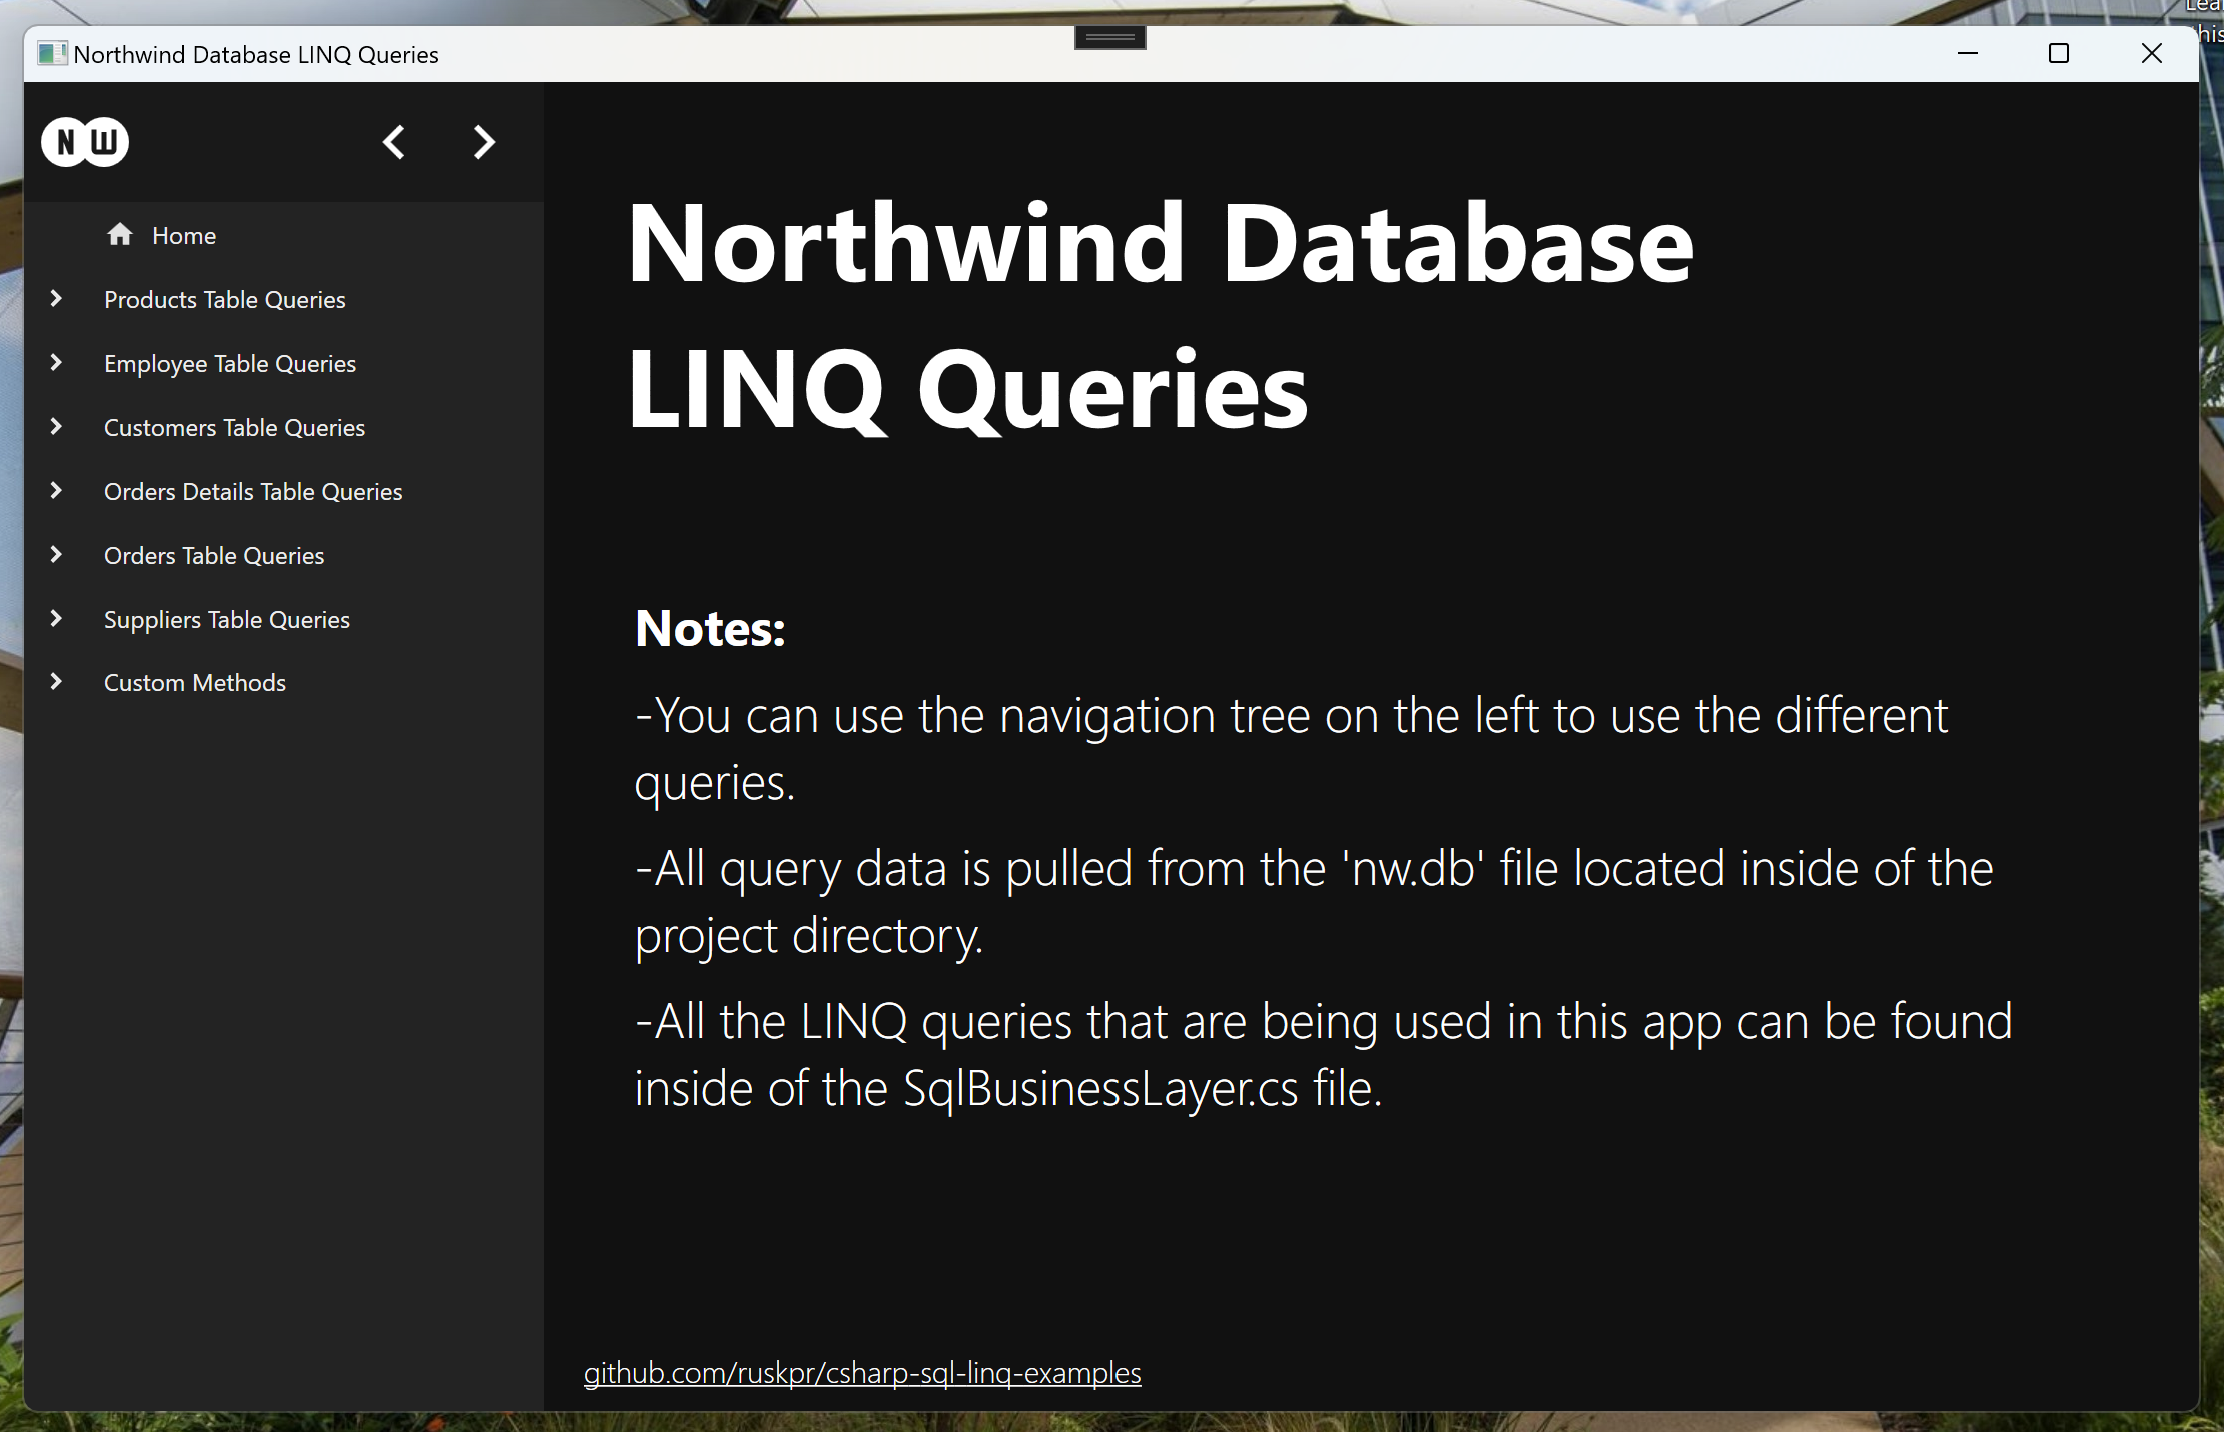 Northwind Database LINQ Queries
NW
Home
Products Table Queries
Employee Table Queries
Customers Table Queries
Orders Details Table Queries
Orders Table Queries
Suppliers Table Queries
Custom Methods
Northwind Database
LINQ Queries
Notes:
-You can use the navigation tree on the left to use the different
queries.
-All query data is pulled from the 'nw.db' file located inside of the
project directory.
-All the LINQ queries that are being used in this app can be found
inside of the SqlBusinessLayer.cs file.
github.com/ruskpr/csharp-sql-linq-examples